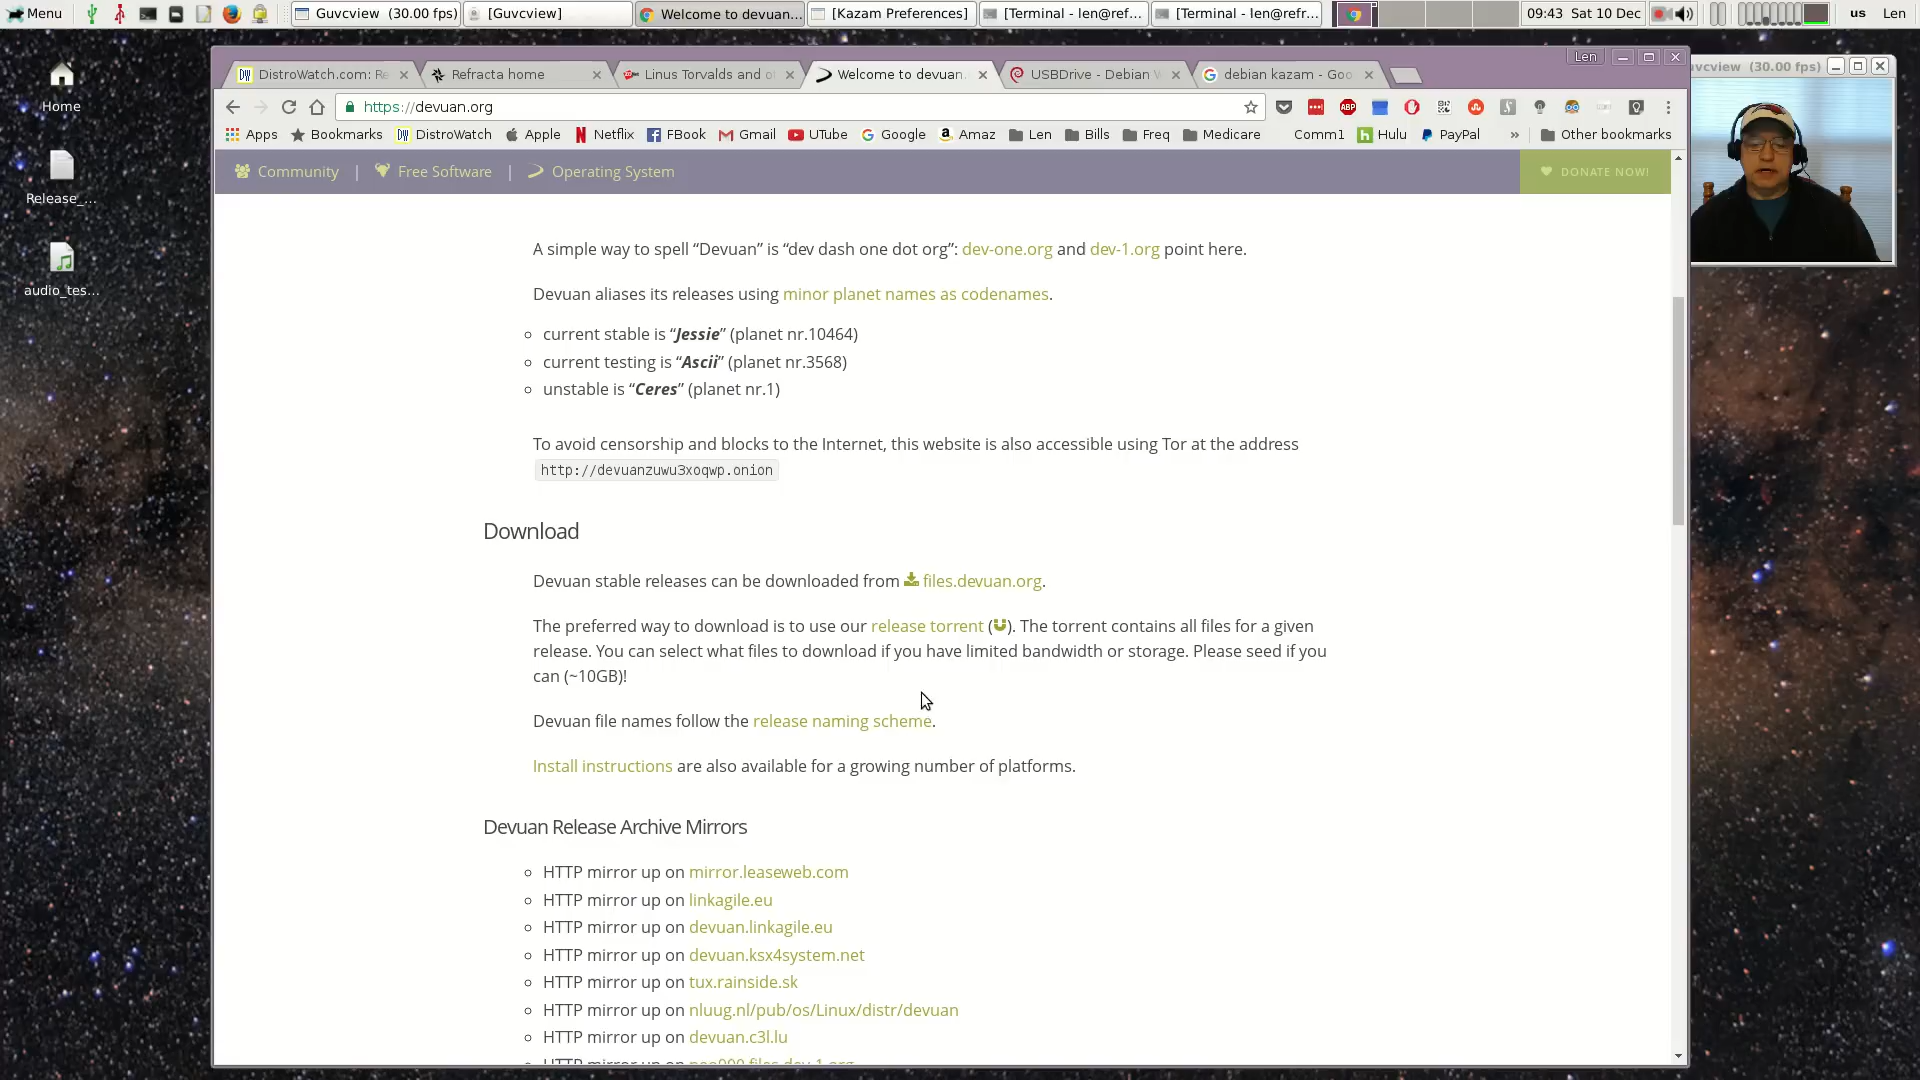 Menu
Guvcview (30.00 fps)
[Guvcview]
Welcome to devuan...
[Kazam Preferences]
[Terminal - len@ref...
[Terminal - len@refr...
09:43 Sat 10 Dec
us
Len
Home
Release_...
audio_tes...
Len
DistroWatch.com: Re
Refracta home
Linus Torvalds and o
Welcome to devuan.
USBDrive - Debian W
debian kazam - Goo
vcview (30.00 fps)
https://devuan.org
ABP
Apps
Bookmarks
DW DistroWatch
Apple
Netflix
FBook
Gmail
UTube
Google
Amaz
Len
Bills
Freq
Medicare
Comm1
Hulu
PayPal
»
Other bookmarks
Community | Free Software | Operating System
DONATE NOW!
A simple way to spell “Devuan” is “dev dash one dot org”: dev-one.org and dev-1.org point here.
Devuan aliases its releases using minor planet names as codenames.
current stable is “Jessie” (planet nr.10464)
current testing is “Ascii” (planet nr.3568)
unstable is “Ceres” (planet nr.1)
To avoid censorship and blocks to the Internet, this website is also accessible using Tor at the address
http://devuanzuwu3xoqwp.onion
Download
Devuan stable releases can be downloaded from files.devuan.org.
The preferred way to download is to use our release torrent (). The torrent contains all files for a given
release. You can select what files to download if you have limited bandwidth or storage. Please seed if you
can (~10GB)!
Devuan file names follow the release naming scheme.
Install instructions are also available for a growing number of platforms.
Devuan Release Archive Mirrors
HTTP mirror up on mirror.leaseweb.com
HTTP mirror up on linkagile.eu
HTTP mirror up on devuan.linkagile.eu
HTTP mirror up on devuan.ksx4system.net
HTTP mirror up on tux.rainside.sk
HTTP mirror up on nluug.nl/pub/os/Linux/distr/devuan
HTTP mirror up on devuan.c3l.lu
HTTP mirror up on